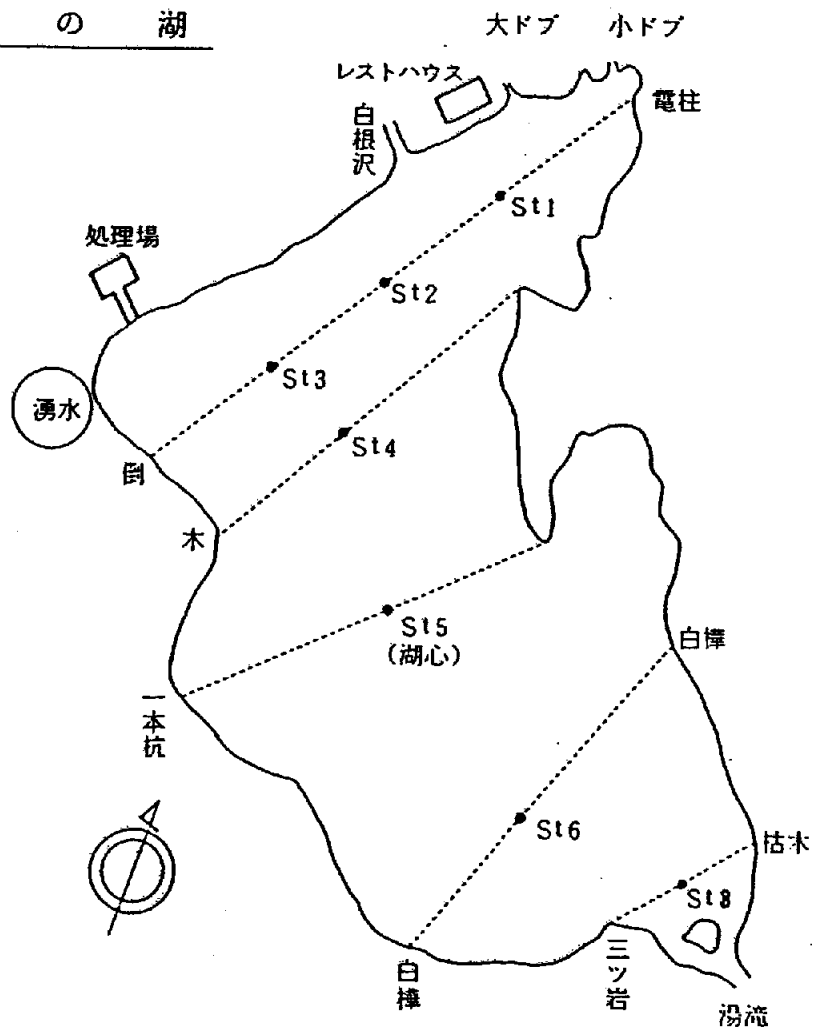 の湖
大ドブ
小ドブ
レストハウス
電柱
白根沢
St1
処理場
St2
St3
湧水
St4
倒
木
St5
(湖心)
白樺
一本杭
St6
枯木
St8
白樺
三ツ岩
湯滝